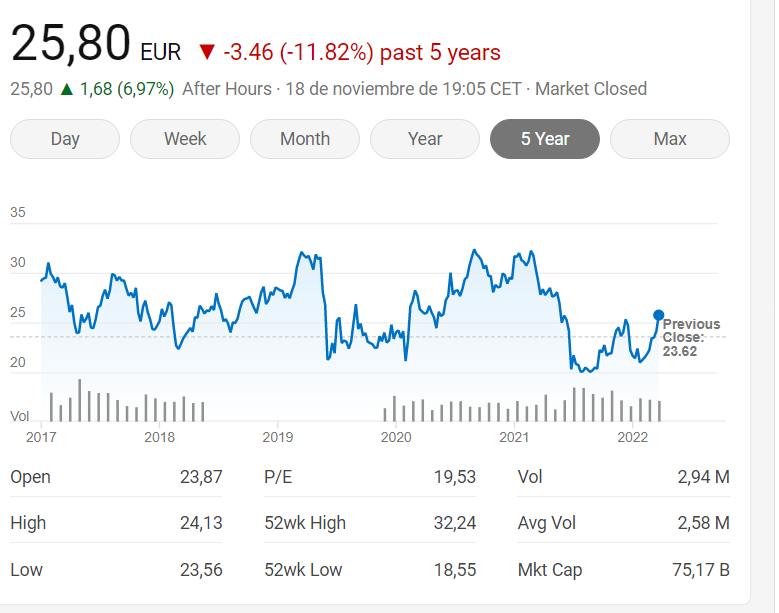 25,80 EUR ▼ -3.46 (-11.82%) past 5 years
25,80 ▲ 1,68 (6,97%) After Hours · 18 de noviembre de 19:05 CET · Market Closed
Day Week Month Year 5 Year Max
35
30
25
Previous
Close:
23.62
20
Vol
2017 2018 2019 2020 2021 2022
Open 23,87 P/E 19,53 Vol 2,94 M
High 24,13 52wk High 32,24 Avg Vol 2,58 M
Low 23,56 52wk Low 18,55 Mkt Cap 75,17 B